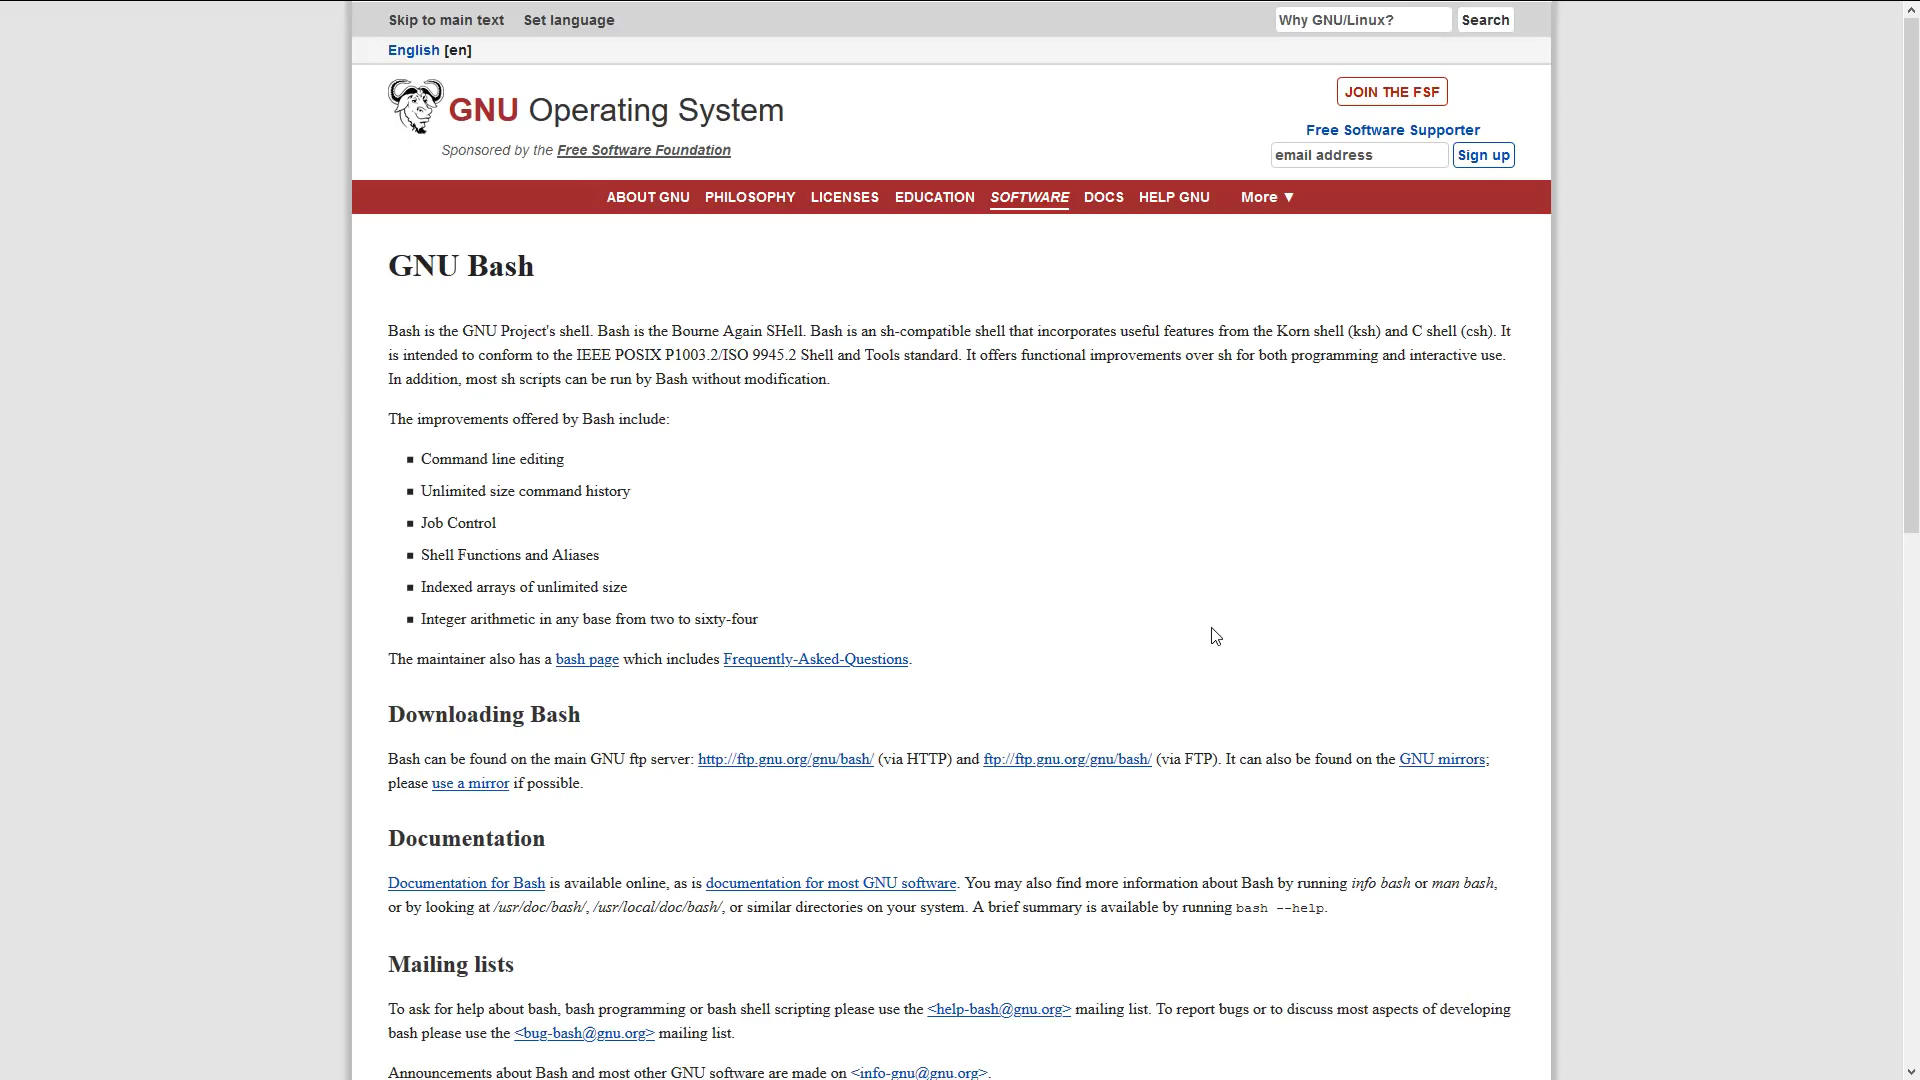 Skip to main text Set language Why GNU/Linux? Search
English [en]
GNU Operating System
Sponsored by the Free Software Foundation
JOIN THE FSF
Free Software Supporter
email address Sign up
ABOUT GNU PHILOSOPHY LICENSES EDUCATION SOFTWARE DOCS HELP GNU More ▼
GNU Bash
Bash is the GNU Project's shell. Bash is the Bourne Again SHell. Bash is an sh-compatible shell that incorporates useful features from the Korn shell (ksh) and C shell (csh). It
is intended to conform to the IEEE POSIX P1003.2/ISO 9945.2 Shell and Tools standard. It offers functional improvements over sh for both programming and interactive use.
In addition, most sh scripts can be run by Bash without modification.
The improvements offered by Bash include:
▪ Command line editing
▪ Unlimited size command history
▪ Job Control
▪ Shell Functions and Aliases
▪ Indexed arrays of unlimited size
▪ Integer arithmetic in any base from two to sixty-four
The maintainer also has a bash page which includes Frequently-Asked-Questions.
Downloading Bash
Bash can be found on the main GNU ftp server: http://ftp.gnu.org/gnu/bash/ (via HTTP) and ftp://ftp.gnu.org/gnu/bash/ (via FTP). It can also be found on the GNU mirrors;
please use a mirror if possible.
Documentation
Documentation for Bash is available online, as is documentation for most GNU software. You may also find more information about Bash by running info bash or man bash,
or by looking at /usr/doc/bash/, /usr/local/doc/bash/, or similar directories on your system. A brief summary is available by running bash --help.
Mailing lists
To ask for help about bash, bash programming or bash shell scripting please use the <help-bash@gnu.org> mailing list. To report bugs or to discuss most aspects of developing
bash please use the <bug-bash@gnu.org> mailing list.
Announcements about Bash and most other GNU software are made on <info-gnu@gnu.org>.